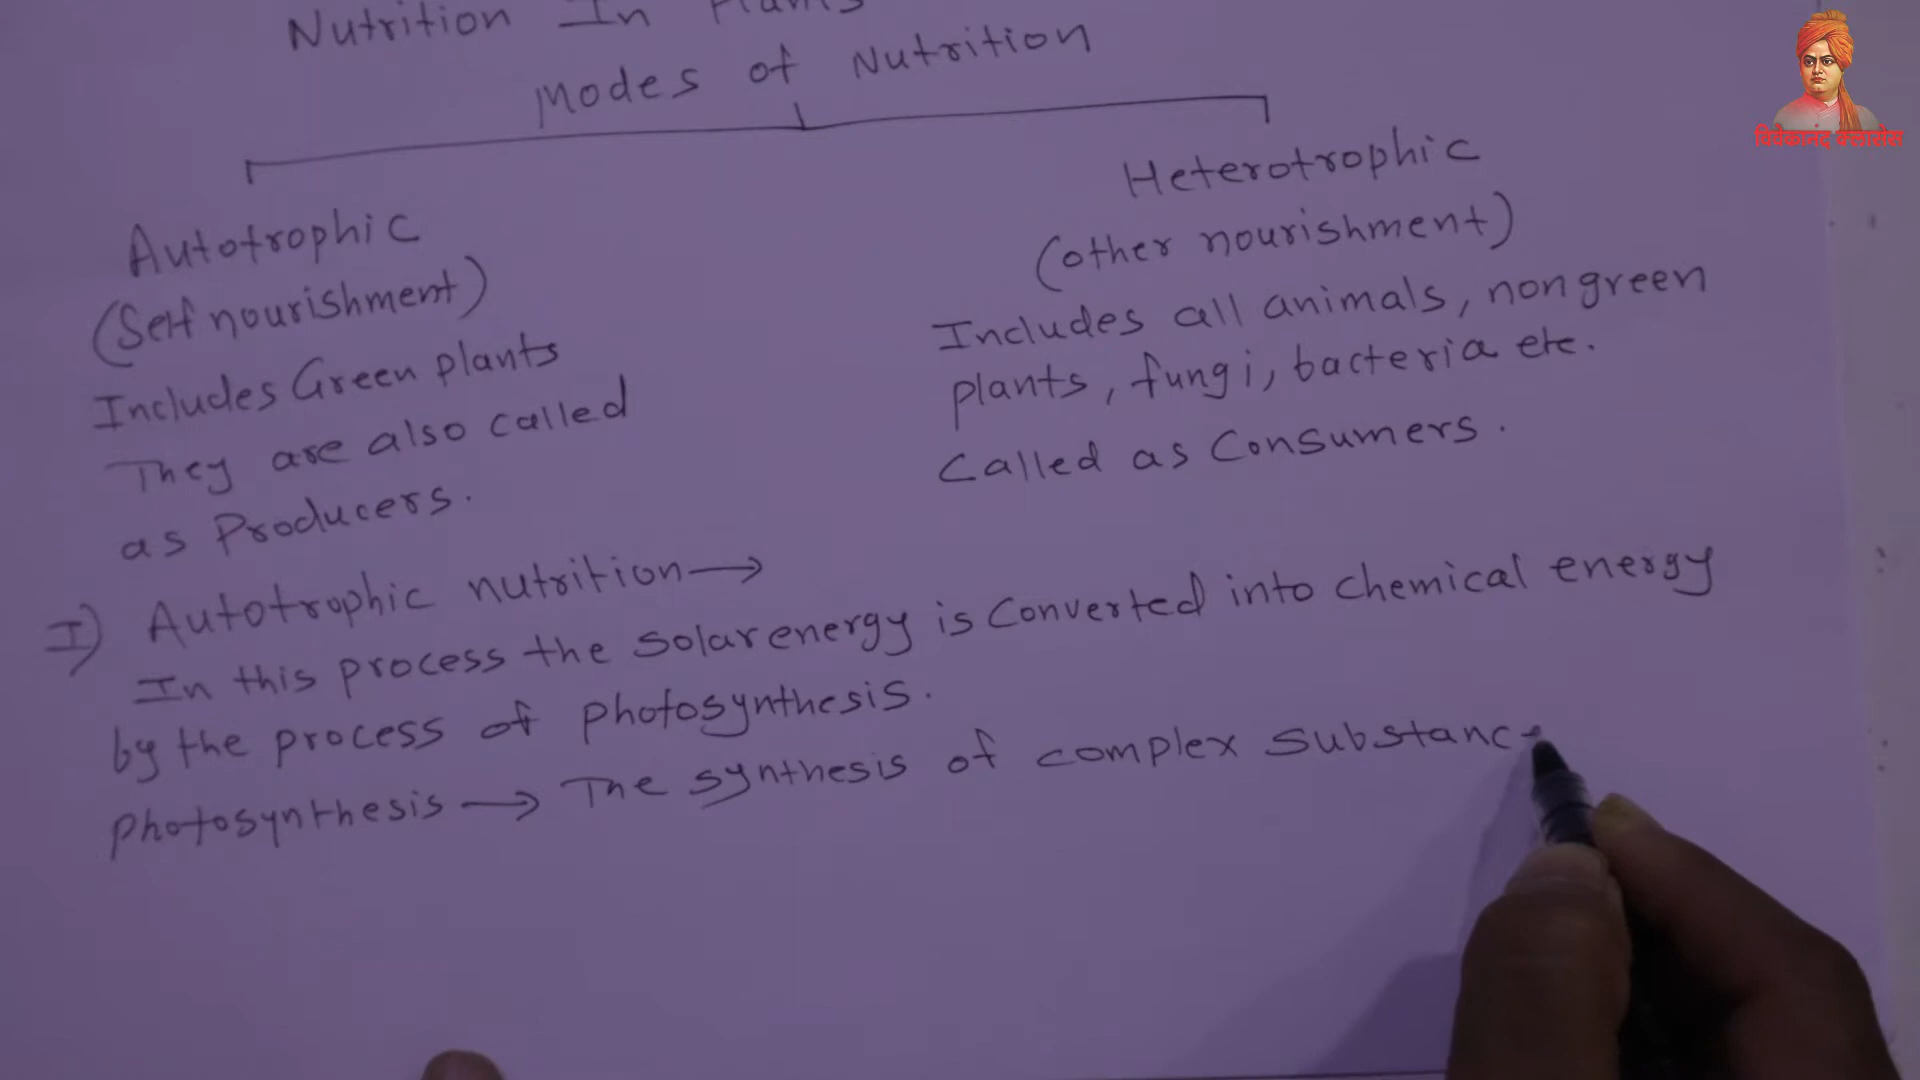 Nutrition In Plants
Modes of Nutrition
Autotrophic
(Self nourishment)
Includes Green plants
They are also called
as Producers.
Heterotrophic
(other nourishment)
Includes all animals, non green
plants, fungi, bacteria etc.
Called as Consumers.
I) Autotrophic nutrition→
In this process the solar energy is converted into chemical energy
by the process of photosynthesis.
photosynthesis → The synthesis of complex substance
विवेकानंद क्लासेस